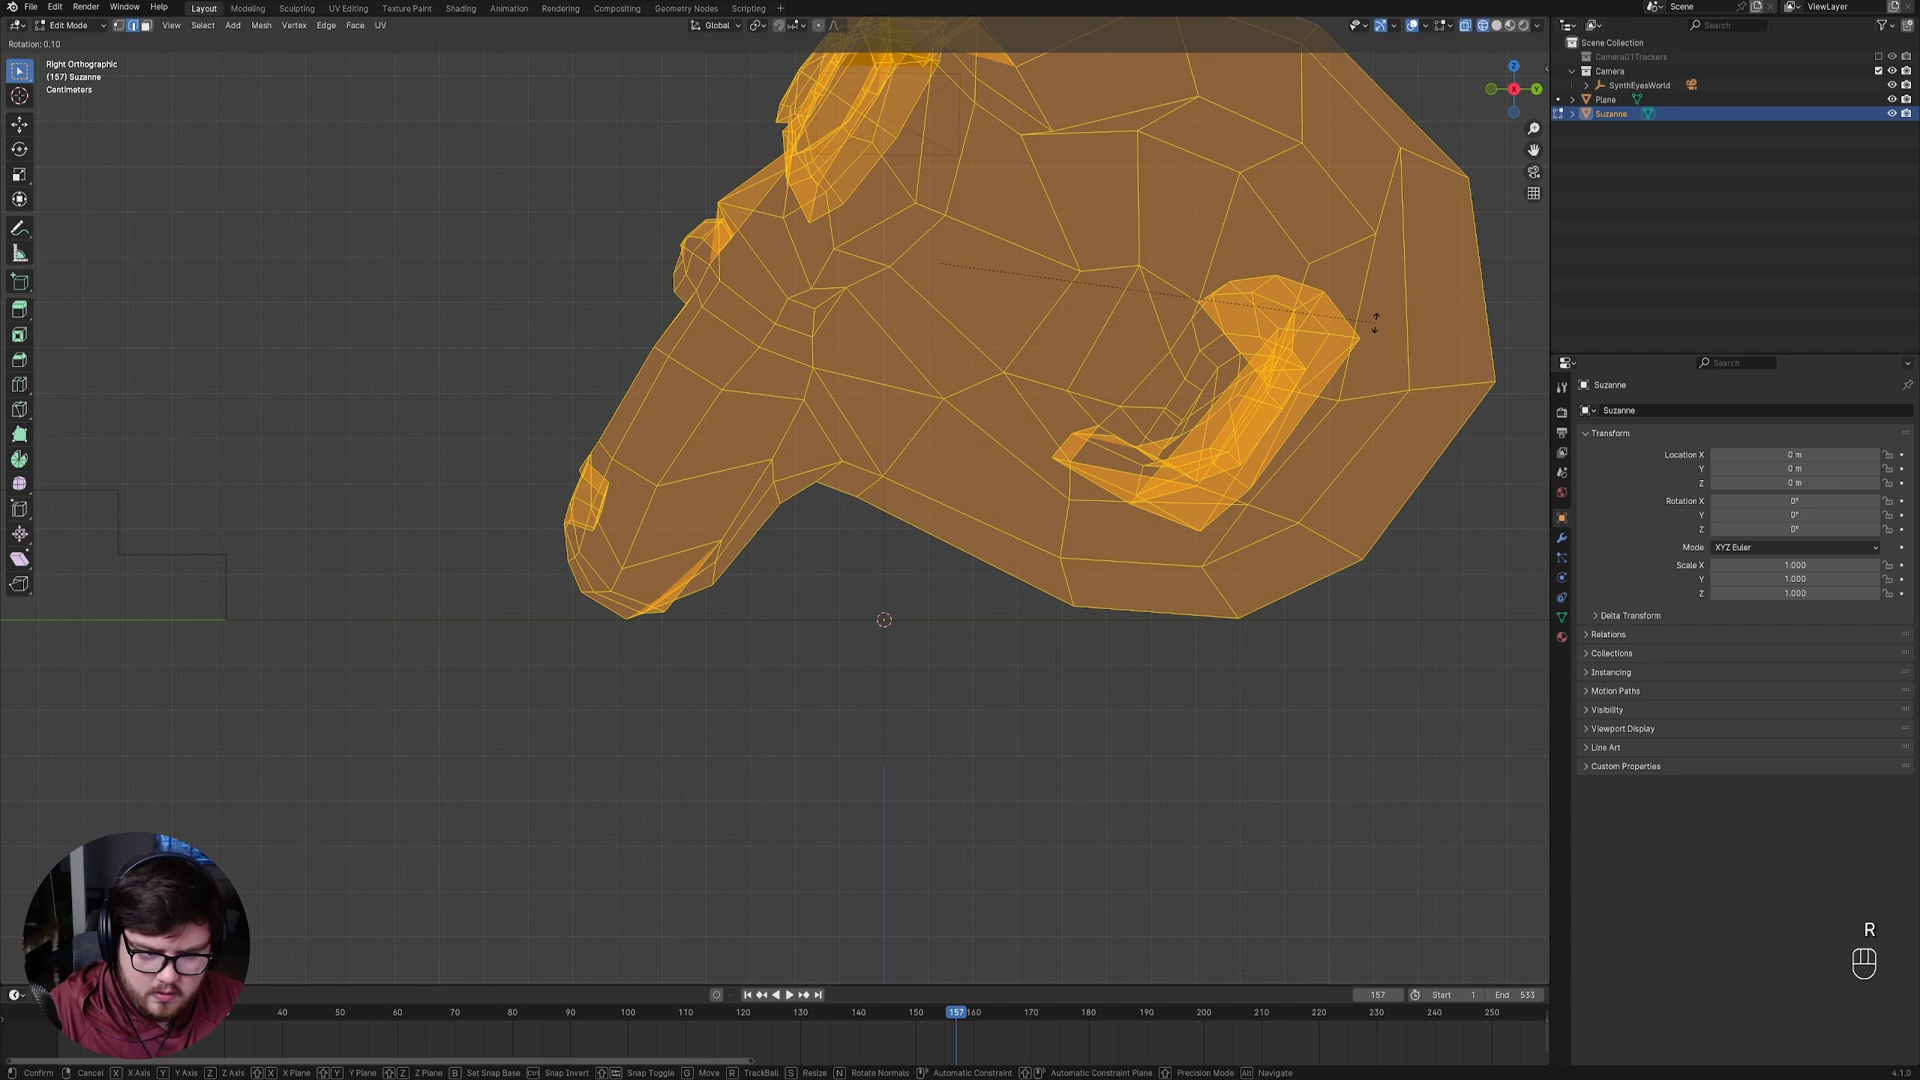 File Edit Render Window Help Layout Modeling Sculpting UV Editing Texture Paint Shading Animation Rendering Compositing Geometry Nodes Scripting + Scene ViewLayer
Edit Mode View Select Add Mesh Vertex Edge Face UV Global Search
Rotation: 0.10
Right Orthographic
(157) Suzanne
Centimeters
Z
X
Y
Scene Collection
Camera01Trackers
Camera
SynthEyesWorld
Plane
Suzanne
Search
Suzanne
Suzanne
Transform
Location X 0 m
Y 0 m
Z 0 m
Rotation X 0°
Y 0°
Z 0°
Mode XYZ Euler
Scale X 1.000
Y 1.000
Z 1.000
Delta Transform
Relations
Collections
Instancing
Motion Paths
Visibility
Viewport Display
Line Art
Custom Properties
R
157 Start 1 End 533
40 50 60 70 80 90 100 110 120 130 140 150 157 160 170 180 190 200 210 220 230 240 250
Confirm Cancel X X Axis Y Y Axis Z Z Axis X X Plane Y Y Plane Z Z Plane B Set Snap Base Ctrl Snap Invert Snap Toggle G Move R TrackBall S Resize N Rotate Normals Automatic Constraint Automatic Constraint Plane Precision Mode Alt Navigate 4.1.0